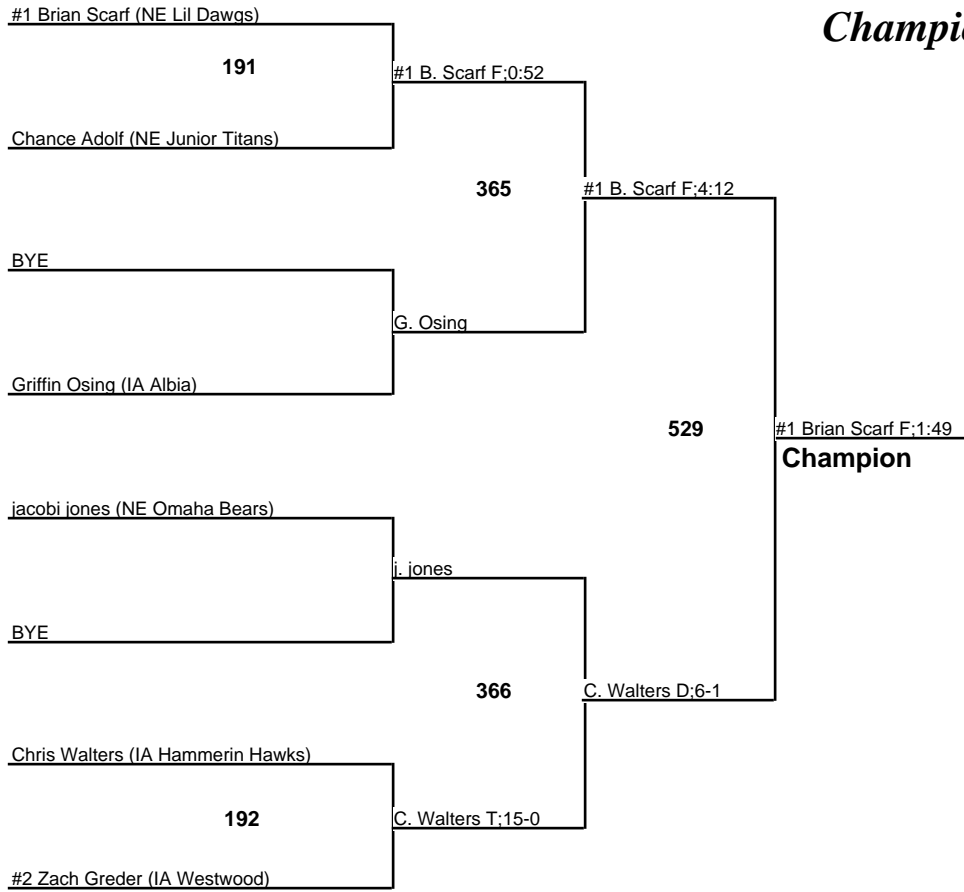 #1 Brian Scarf (NE Lil Dawgs)
191
#1 B. Scarf F;0:52
Chance Adolf (NE Junior Titans)
365
#1 B. Scarf F;4:12
BYE
G. Osing
Griffin Osing (IA Albia)
529
#1 Brian Scarf F;1:49
Champion
jacobi jones (NE Omaha Bears)
j. jones
BYE
366
C. Walters D;6-1
Chris Walters (IA Hammerin Hawks)
192
C. Walters T;15-0
#2 Zach Greder (IA Westwood)